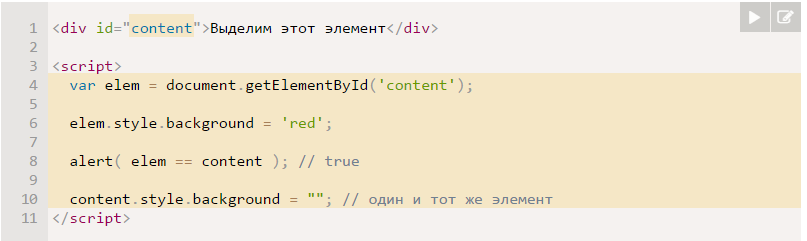 1 <div id="content">Выделим этот элемент</div>
2
3 <script>
4 var elem = document.getElementById('content');
5
6 elem.style.background = 'red';
7
8 alert( elem == content ); // true
9
10 content.style.background = ""; // один и тот же элемент
11 </script>